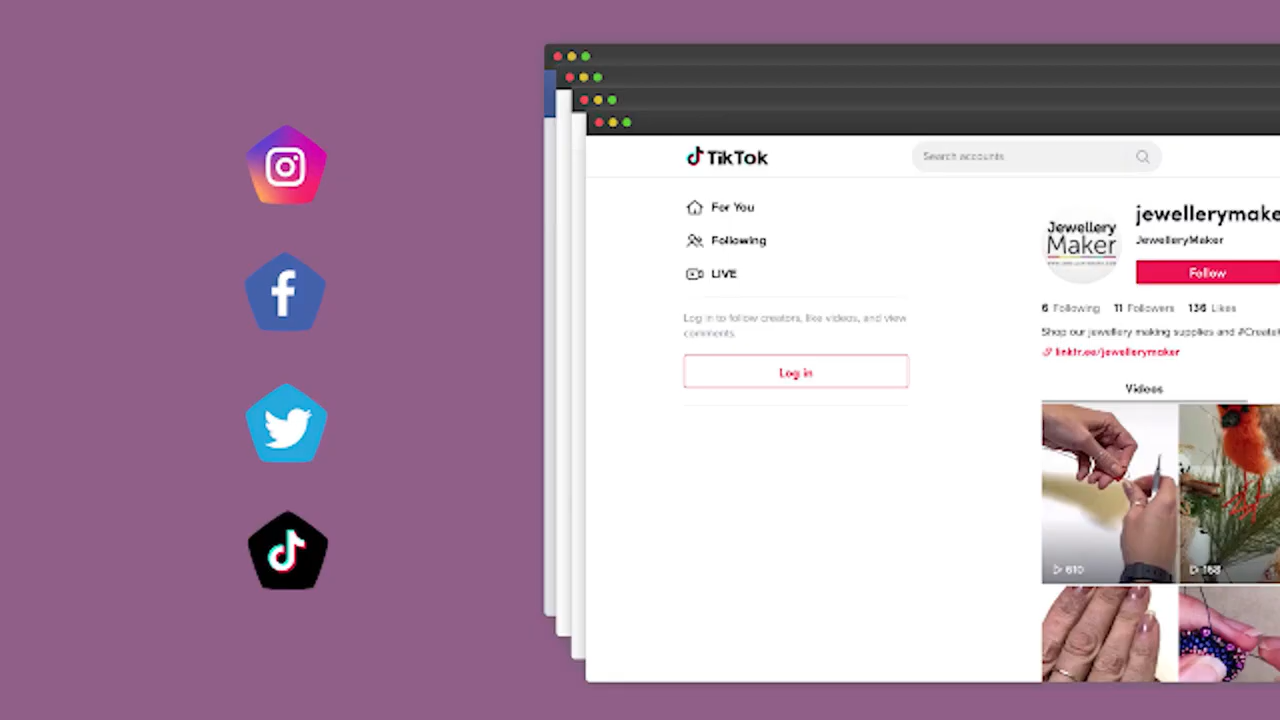 TikTok
Search accounts
For You
Following
LIVE
Log in to follow creators, like videos, and view
comments.
Log in
jewellerymake
JewelleryMaker
Jewellery
Maker
Follow
6 Following 11 Followers 136 Likes
Shop our jewellery making supplies and #Create
linktr.ee/jewellerymaker
Videos
610
168